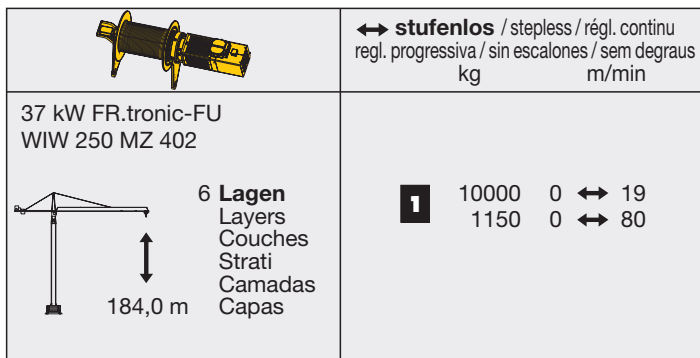 ↔ stufenlos / stepless / régl. continu
regl. progressiva / sin escalones / sem degraus
kg m/min
37 kW FR.tronic-FU
WIW 250 MZ 402
6 Lagen
Layers
Couches
Strati
Camadas
184,0 m Capas
1 10000 0 ↔ 19
1150 0 ↔ 80